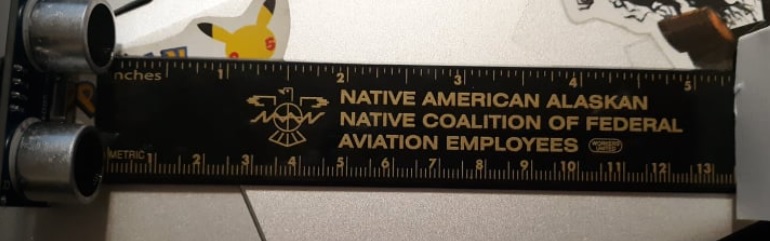 nches 1 2 3 4 5
NATIVE AMERICAN ALASKAN
NATIVE COALITION OF FEDERAL
AVIATION EMPLOYEES
METRIC 1 2 3 4 5 6 7 8 9 10 11 12 13